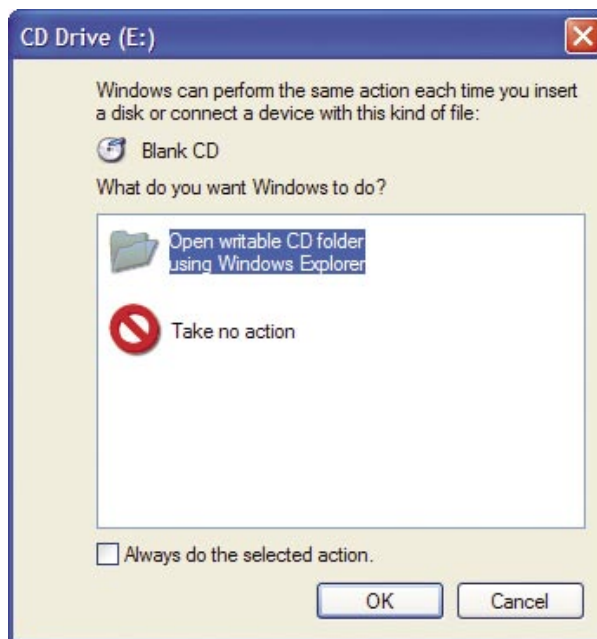 CD Drive (E:)
Windows can perform the same action each time you insert
a disk or connect a device with this kind of file:
Blank CD
What do you want Windows to do?
Open writable CD folder
using Windows Explorer
Take no action
Always do the selected action.
OK
Cancel